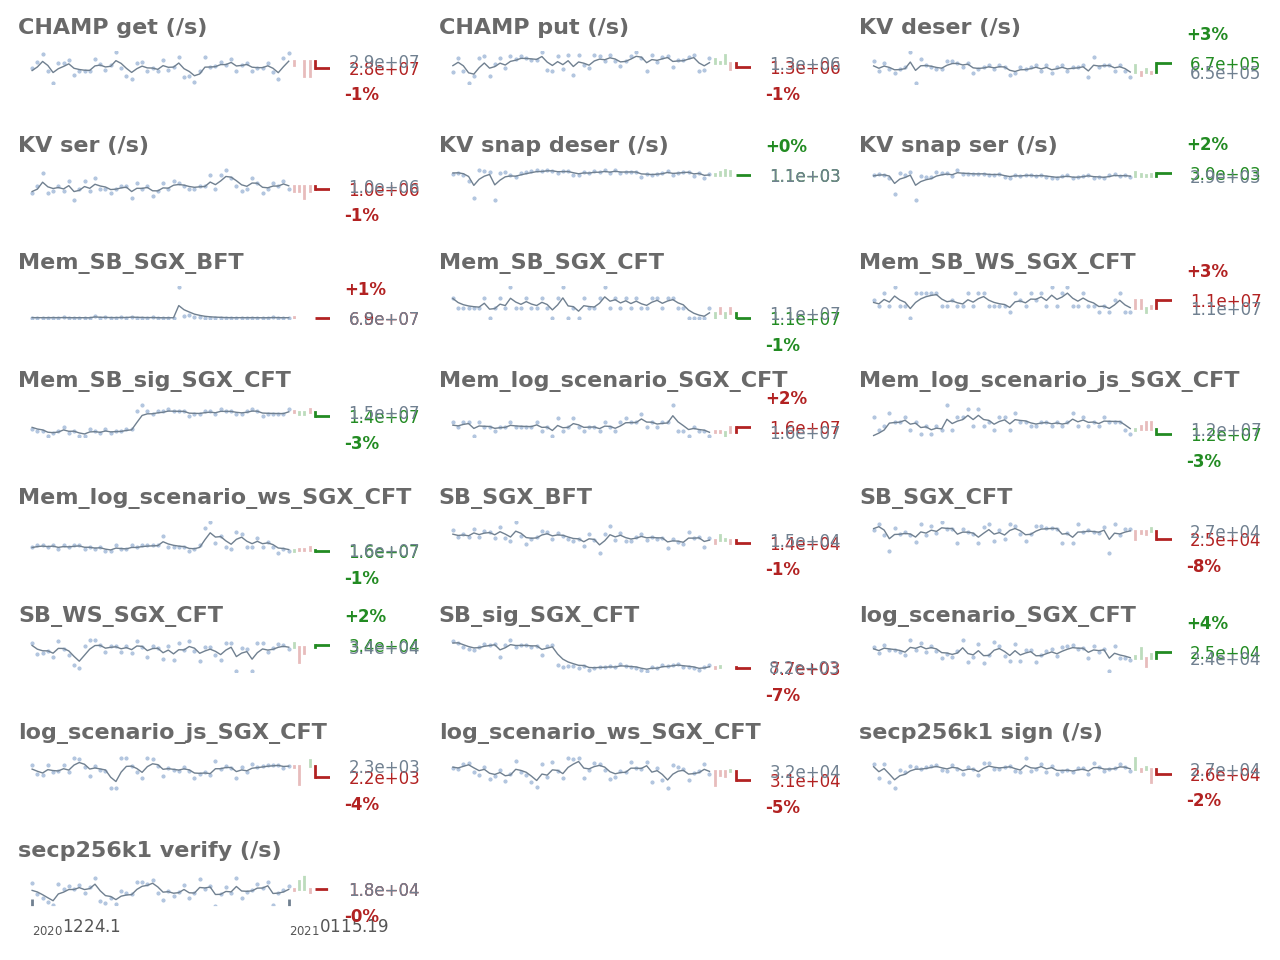 CHAMP get (/s)
2.9e+07
2.8e+07
-1%
CHAMP put (/s)
1.3e+06
1.3e+06
-1%
KV deser (/s)
+3%
6.7e+05
6.5e+05
KV ser (/s)
1.0e+06
1.0e+06
-1%
KV snap deser (/s)
+0%
1.1e+03
KV snap ser (/s)
+2%
3.0e+03
2.9e+03
Mem_SB_SGX_BFT
+1%
6.9e+07
Mem_SB_SGX_CFT
1.1e+07
1.1e+07
-1%
Mem_SB_WS_SGX_CFT
+3%
1.1e+07
1.1e+07
Mem_SB_sig_SGX_CFT
1.5e+07
1.4e+07
-3%
Mem_log_scenario_SGX_CFT
+2%
1.6e+07
1.6e+07
Mem_log_scenario_js_SGX_CFT
1.2e+07
1.2e+07
-3%
Mem_log_scenario_ws_SGX_CFT
1.6e+07
1.6e+07
-1%
SB_SGX_BFT
1.5e+04
1.4e+04
-1%
SB_SGX_CFT
2.7e+04
2.5e+04
-8%
SB_WS_SGX_CFT
+2%
3.4e+04
3.4e+04
SB_sig_SGX_CFT
7.7e+03
-7%
log_scenario_SGX_CFT
+4%
2.5e+04
2.4e+04
log_scenario_js_SGX_CFT
2.3e+03
2.2e+03
-4%
log_scenario_ws_SGX_CFT
3.2e+04
3.1e+04
-5%
secp256k1 sign (/s)
2.7e+04
2.6e+04
-2%
secp256k1 verify (/s)
1.8e+04
-0%
2020 1224.1
2021 0115.19